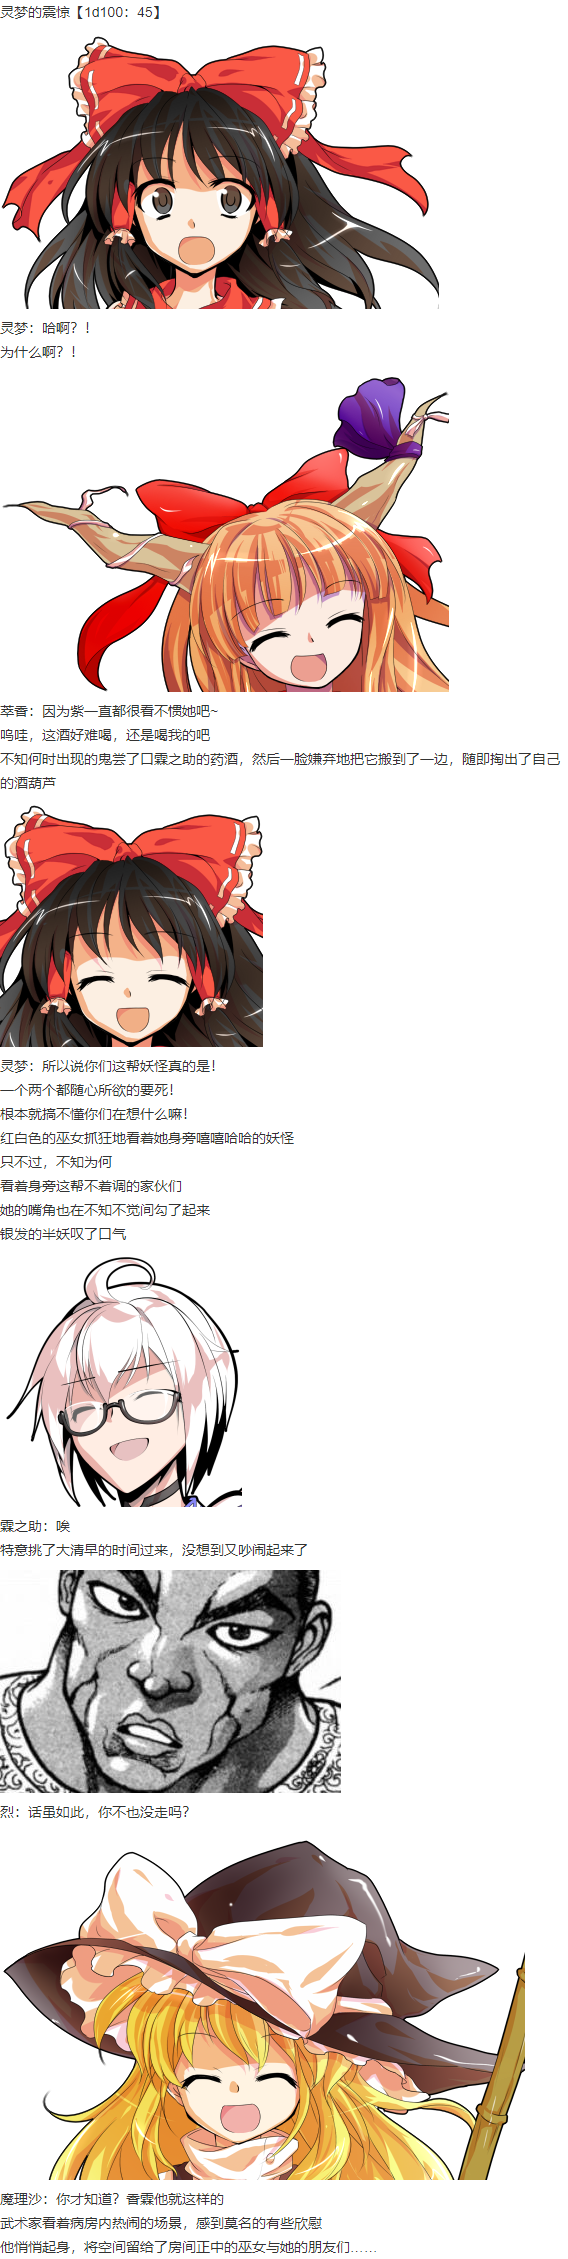 灵梦的震惊【1d100：45】
灵梦：哈啊？！
为什么啊？！
萃香：因为紫一直都很看不惯她吧~
呜哇，这酒好难喝，还是喝我的吧
不知何时出现的鬼尝了口霖之助的药酒，然后一脸嫌弃地把它搬到了一边，随即掏出了自己
的酒葫芦
灵梦：所以说你们这帮妖怪真的是！
一个两个都随心所欲的要死！
根本就搞不懂你们在想什么嘛！
红白色的巫女抓狂地看着她身旁嘻嘻哈哈的妖怪
只不过，不知为何
看着身旁这帮不着调的家伙们
她的嘴角也在不知不觉间勾了起来
银发的半妖叹了口气
霖之助：唉
特意挑了大清早的时间过来，没想到又吵闹起来了
烈：话虽如此，你不也没走吗？
魔理沙：你才知道？香霖他就这样的
武术家看着病房内热闹的场景，感到莫名的有些欣慰
他悄悄起身，将空间留给了房间正中的巫女与她的朋友们……